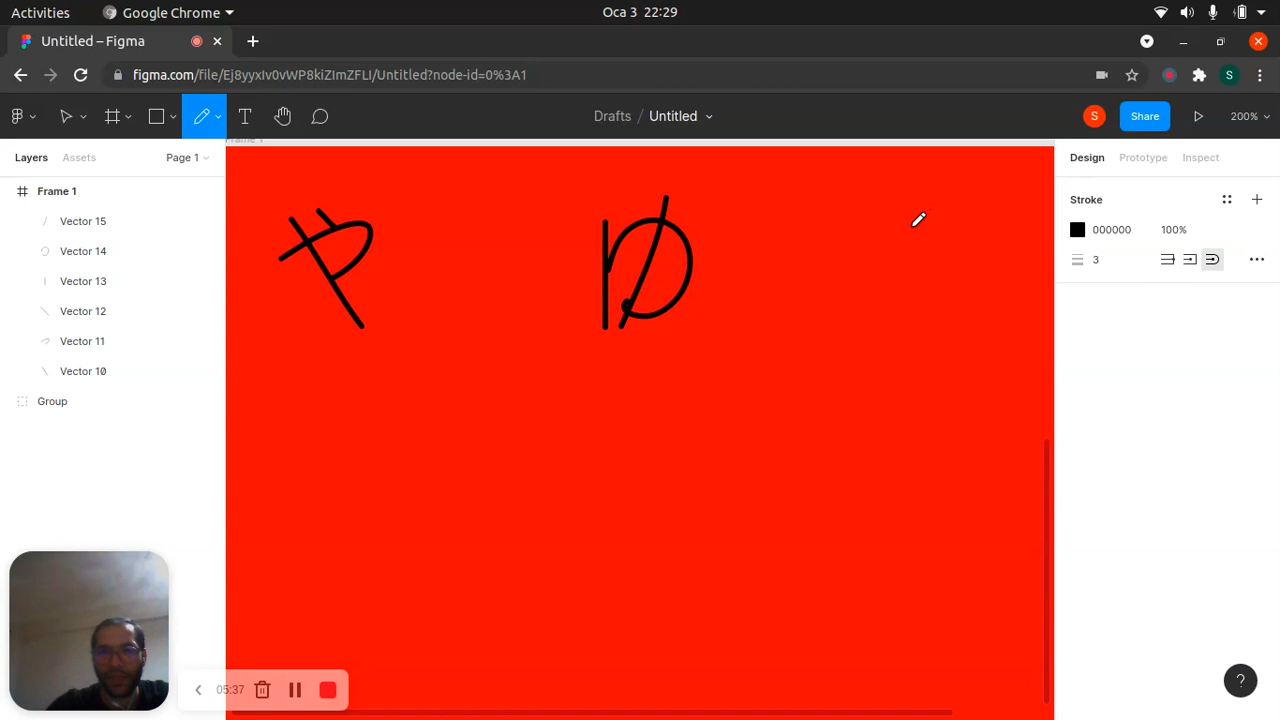 Activities Google Chrome Oca 3 22:29
Untitled – Figma
figma.com/file/Ej8yyxIv0vWP8kiZImZFLI/Untitled?node-id=0%3A1 S
Drafts / Untitled S Share 200%
Layers Assets Page 1 Design Prototype Inspect
Frame 1
Stroke
Vector 15
000000 100%
Vector 14
3
Vector 13
Vector 12
Vector 11
Vector 10
Group
や ゆ
05:37
?